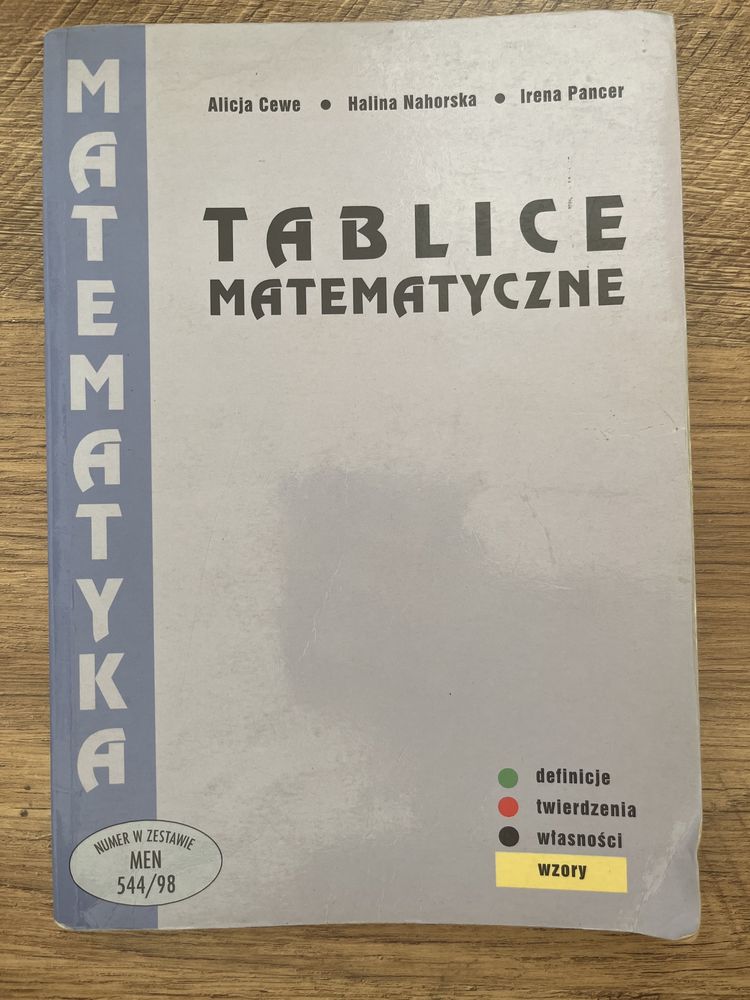 MATEMATYKA
Alicja Cewe • Halina Nahorska • Irena Pancer
TABLICE
MATEMATYCZNE
definicje
twierdzenia
własności
wzory
NUMER W ZESTAWIE
MEN
544/98